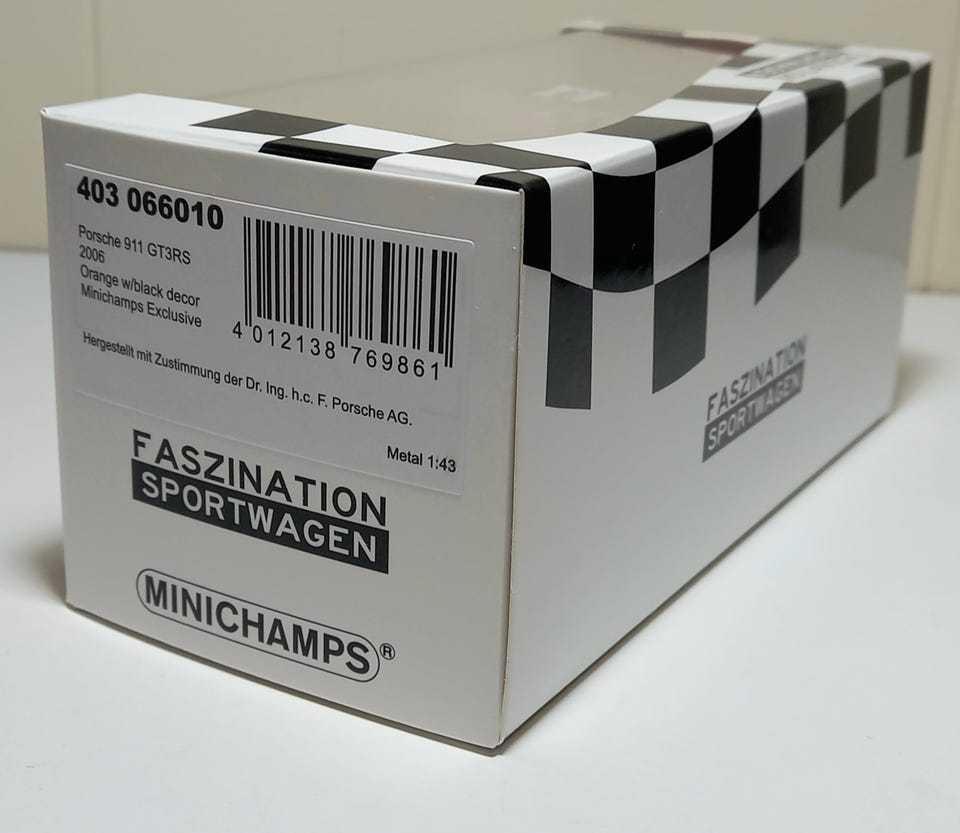 403 066010
Porsche 911 GT3RS
2006
Orange w/black decor
Minichamps Exclusive
4 012138 769861
Hergestellt mit Zustimmung der Dr. Ing. h.c. F. Porsche AG.
Metal 1:43
FASZINATION
SPORTWAGEN
MINICHAMPS®
FASZINATION
SPORTWAGEN